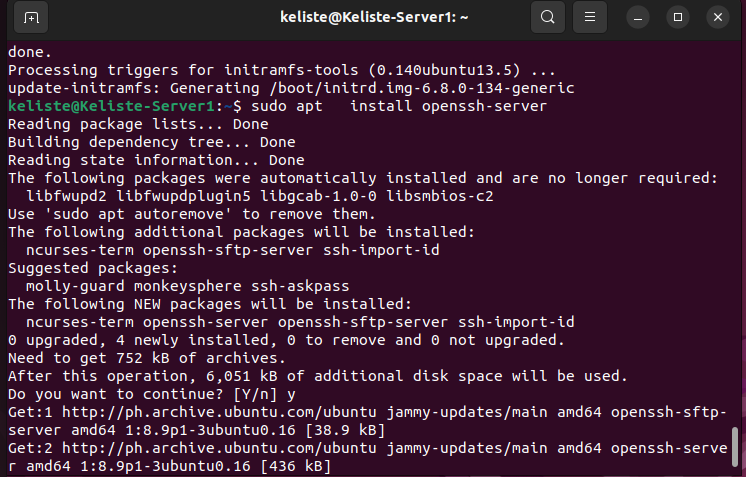 keliste@Keliste-Server1: ~
done.
Processing triggers for initramfs-tools (0.140ubuntu13.5) ...
update-initramfs: Generating /boot/initrd.img-6.8.0-134-generic
keliste@Keliste-Server1:~$ sudo apt   install openssh-server
Reading package lists... Done
Building dependency tree... Done
Reading state information... Done
The following packages were automatically installed and are no longer required:
  libfwupd2 libfwupdplugin5 libgcab-1.0-0 libsmbios-c2
Use 'sudo apt autoremove' to remove them.
The following additional packages will be installed:
  ncurses-term openssh-sftp-server ssh-import-id
Suggested packages:
  molly-guard monkeysphere ssh-askpass
The following NEW packages will be installed:
  ncurses-term openssh-server openssh-sftp-server ssh-import-id
0 upgraded, 4 newly installed, 0 to remove and 0 not upgraded.
Need to get 752 kB of archives.
After this operation, 6,051 kB of additional disk space will be used.
Do you want to continue? [Y/n] y
Get:1 http://ph.archive.ubuntu.com/ubuntu jammy-updates/main amd64 openssh-sftp-
server amd64 1:8.9p1-3ubuntu0.16 [38.9 kB]
Get:2 http://ph.archive.ubuntu.com/ubuntu jammy-updates/main amd64 openssh-serve
r amd64 1:8.9p1-3ubuntu0.16 [436 kB]